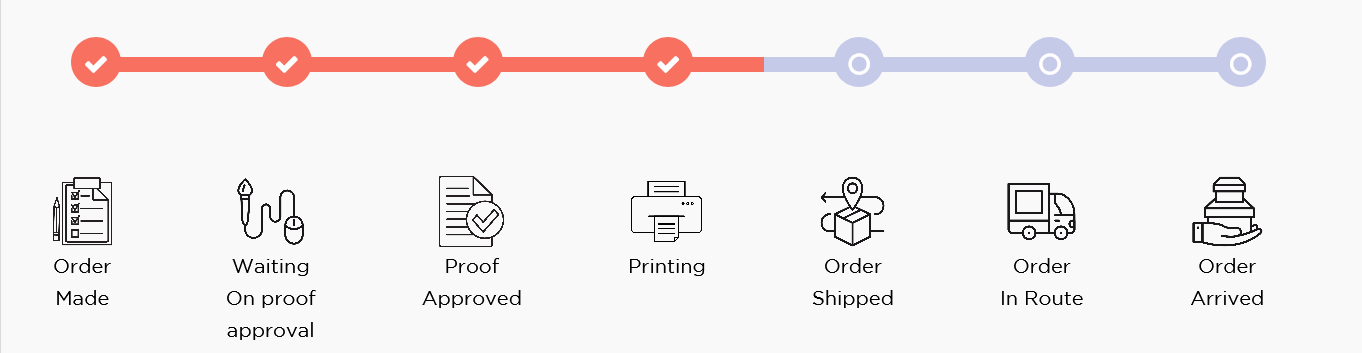 Order
Made
Waiting
On proof
approval
Proof
Approved
Printing
Order
Shipped
Order
In Route
Order
Arrived